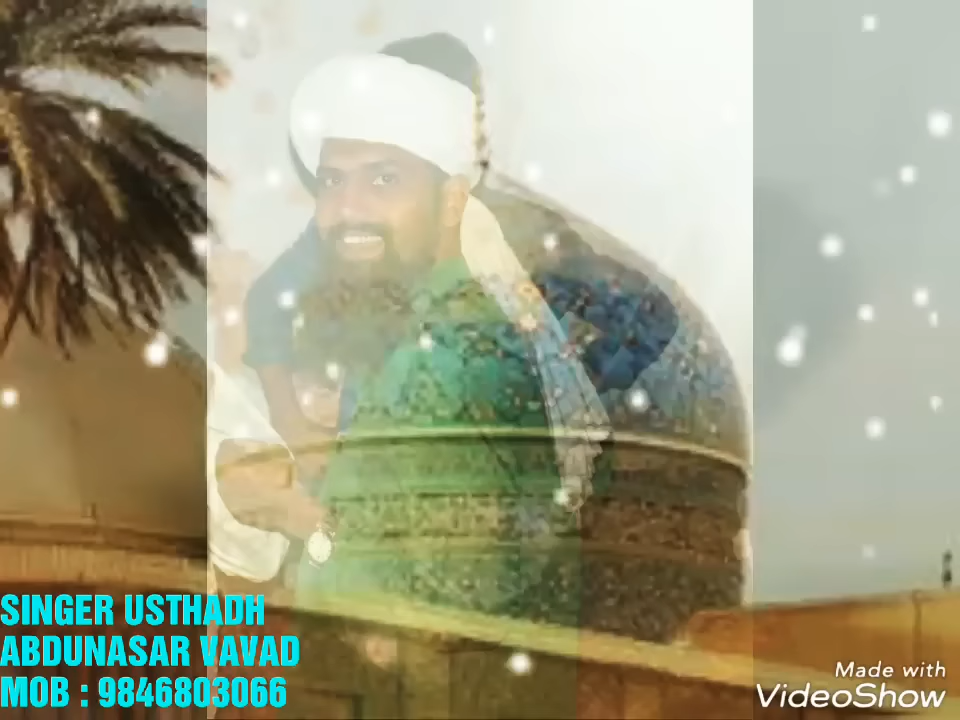 SINGER USTHADH
ABDUNASAR VAVAD
MOB : 9846803066
Made with
VideoShow